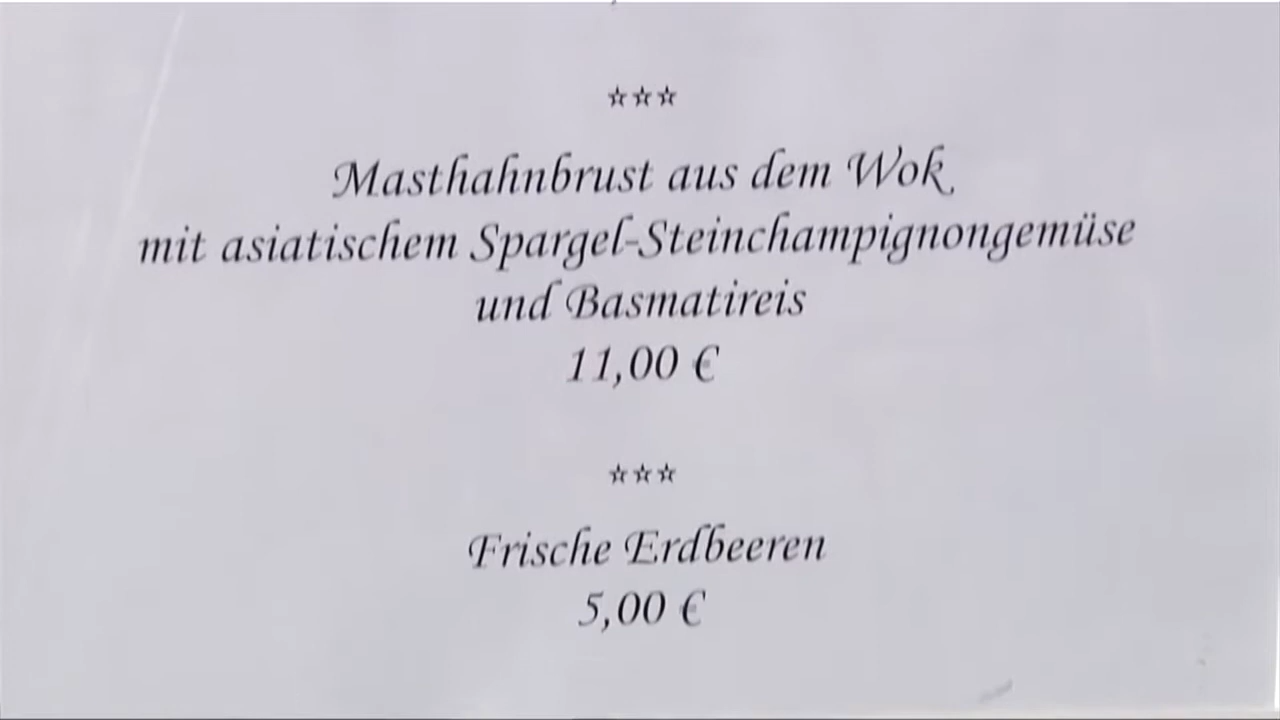 ☆☆☆
Masthahnbrust aus dem Wok
mit asiatischem Spargel-Steinchampignongemüse
und Basmatireis
11,00 €
☆☆☆
Frische Erdbeeren
5,00 €